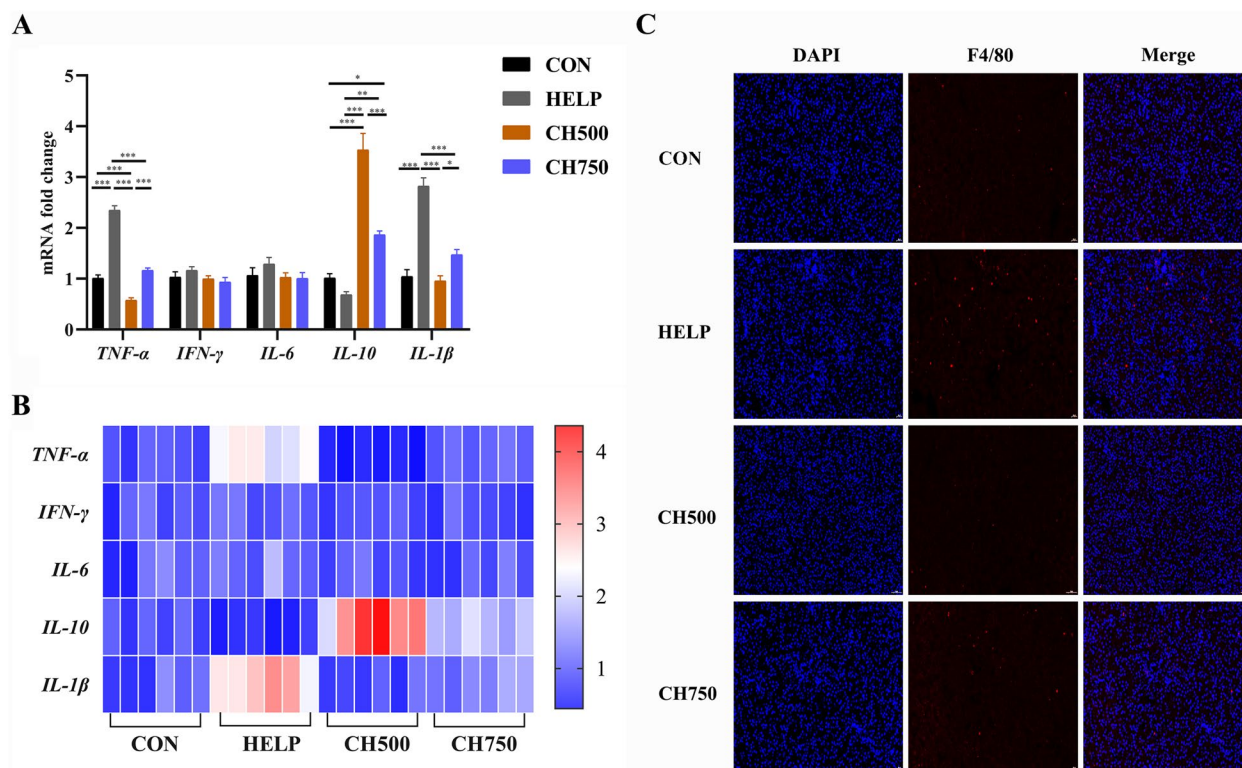 A
mRNA fold change
5
4
3
2
1
0
*
**
*** ***
***
***
***
*** *** ***
***
*** *** *
TNF-α IFN-γ IL-6 IL-10 IL-1β
CON
HELP
CH500
CH750
B
TNF-α
IFN-γ
IL-6
IL-10
IL-1β
CON HELP CH500 CH750
4
3
2
1
C
DAPI F4/80 Merge
CON
HELP
CH500
CH750